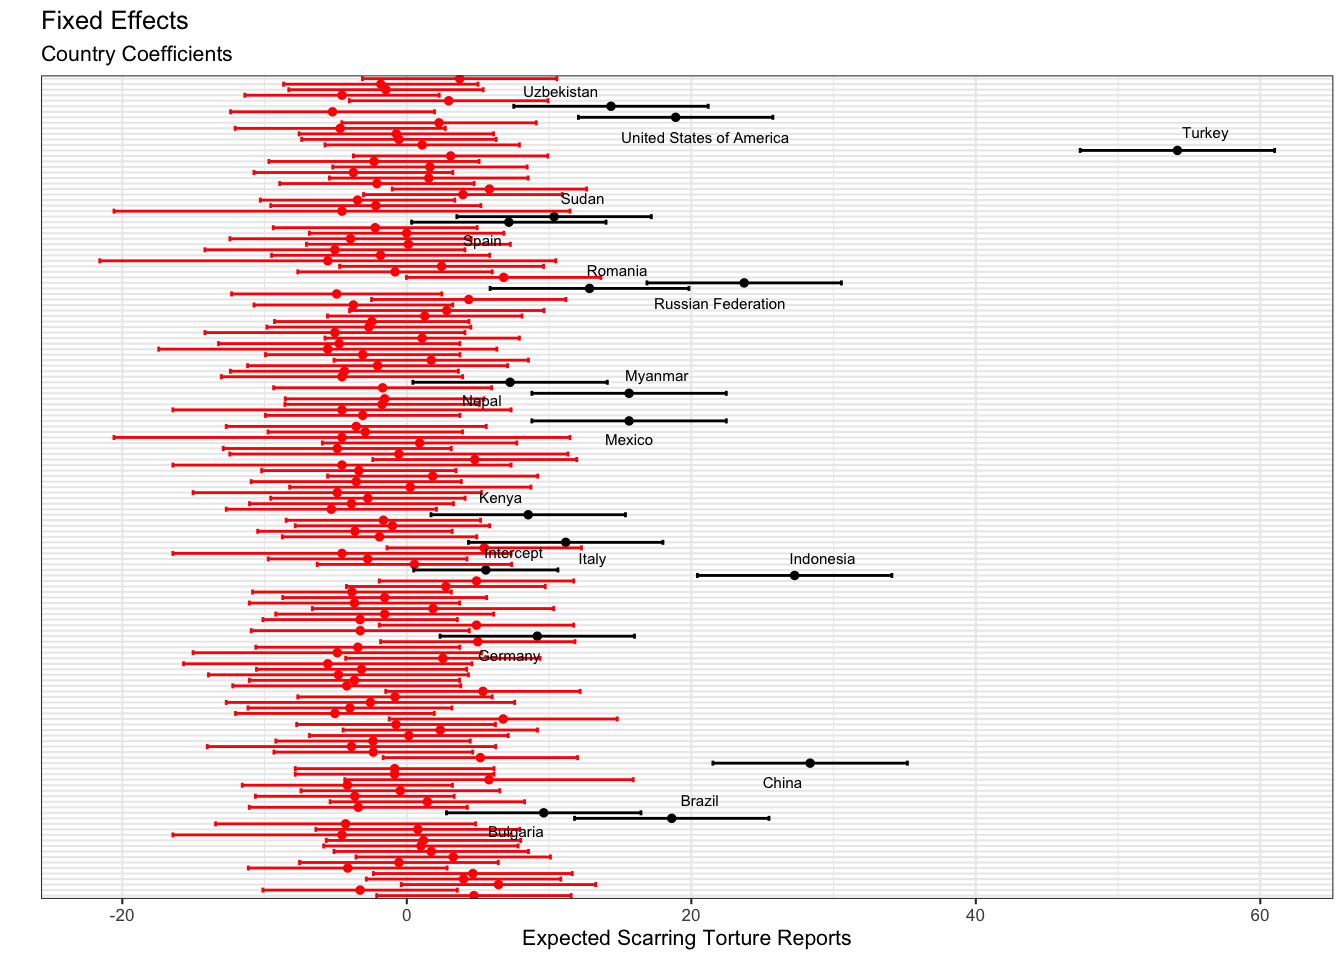 Fixed Effects
Country Coefficients
Uzbekistan
United States of America
Turkey
Sudan
Spain
Romania
Russian Federation
Myanmar
Nepal
Mexico
Kenya
Intercept
Italy
Indonesia
Germany
China
Brazil
Bulgaria
-20 0 20 40 60
Expected Scarring Torture Reports